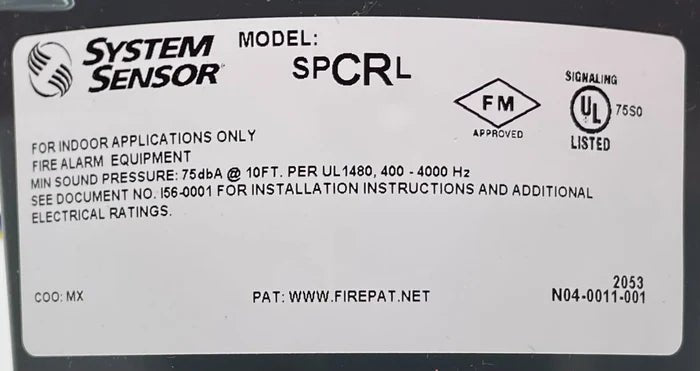 SYSTEM
SENSOR
MODEL:
SPCRL
FM
APPROVED
SIGNALING
UL 75S0
LISTED
FOR INDOOR APPLICATIONS ONLY
FIRE ALARM EQUIPMENT
MIN SOUND PRESSURE: 75dbA @ 10FT. PER UL1480, 400 - 4000 Hz
SEE DOCUMENT NO. I56-0001 FOR INSTALLATION INSTRUCTIONS AND ADDITIONAL
ELECTRICAL RATINGS.
COO: MX
PAT: WWW.FIREPAT.NET
2053
N04-0011-001